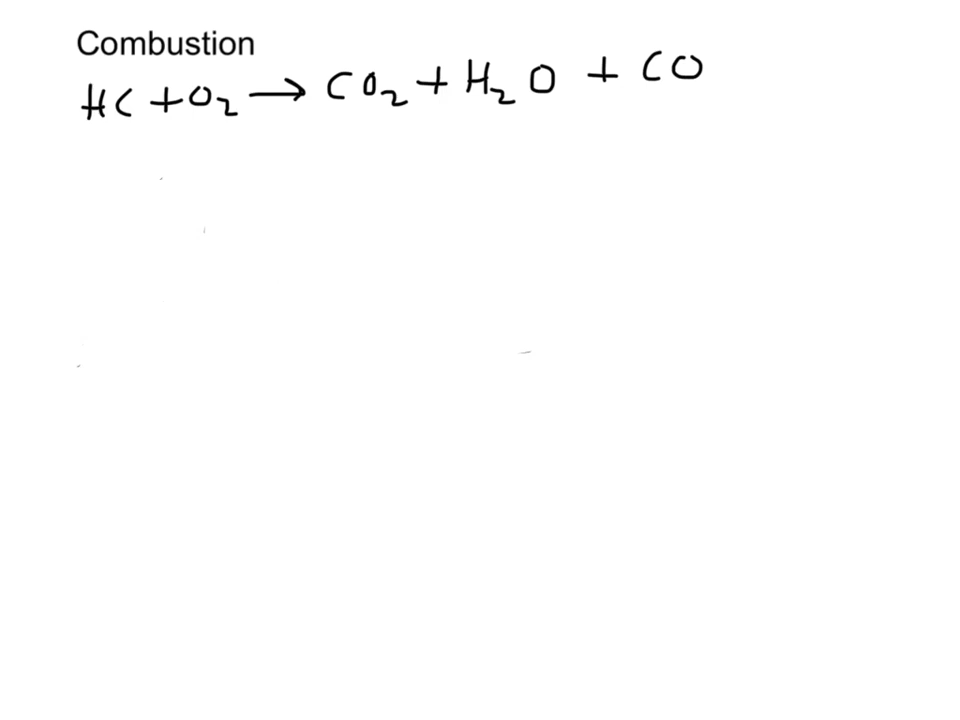 Combustion
HC + O₂ → CO₂ + H₂O + CO